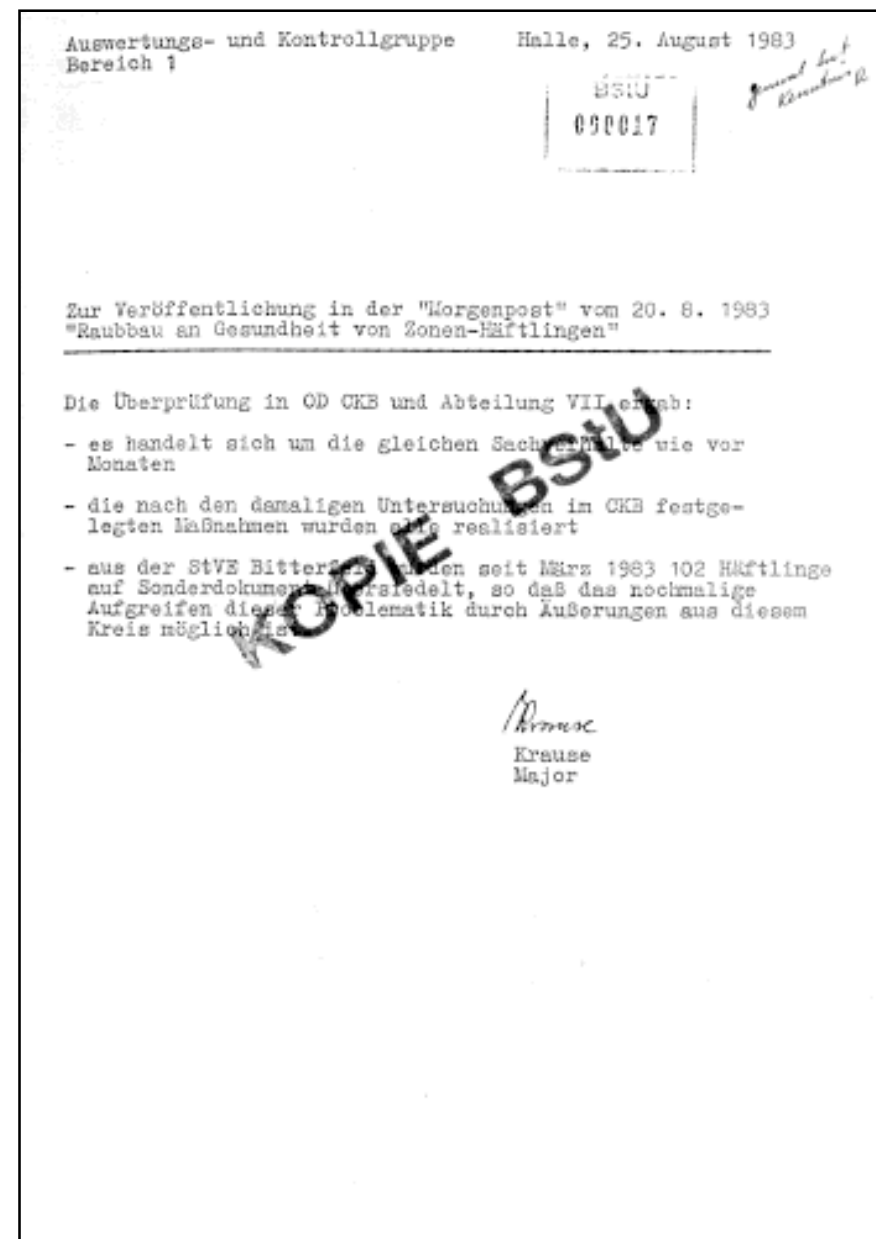 Auswertungs- und Kontrollgruppe Halle, 25. August 1983
Bereich 1
General hat
Kenntnis
BStU
000017
Zur Veröffentlichung in der "Morgenpost" vom 20. 8. 1983
"Raubbau an Gesundheit von Zonen-Häftlingen"
Die Überprüfung in OD CKB und Abteilung VII ergab:
- es handelt sich um die gleichen Sachverhalte wie vor
Monaten
- die nach den damaligen Untersuchungen im CKB festge-
legten Maßnahmen wurden alle realisiert
- aus der StVE Bitterfeld wurden seit März 1983 102 Häftlinge
auf Sonderdokument übersiedelt, so daß das nochmalige
Aufgreifen dieser Problematik durch Äußerungen aus diesem
Kreis möglich ist.
KOPIE BStU
Krause
Krause
Major